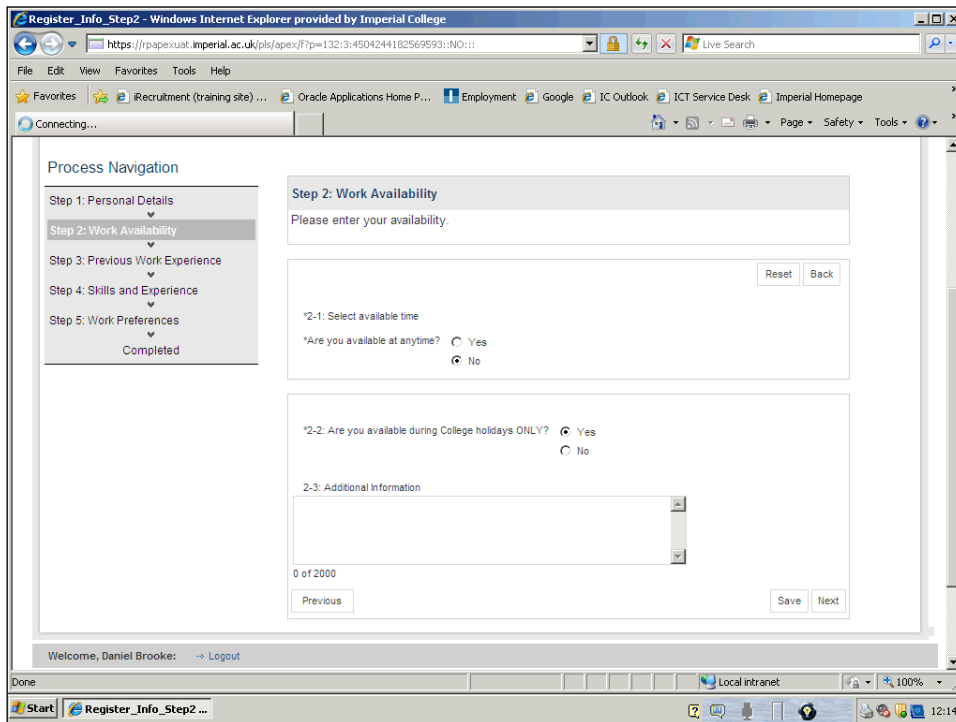 Register_Info_Step2 - Windows Internet Explorer provided by Imperial College
https://rpapexuat.imperial.ac.uk/pls/apex/f?p=132:3:4504244182569593::NO:::
Live Search
File Edit View Favorites Tools Help
Favorites iRecruitment (training site) ... Oracle Applications Home P... Employment Google IC Outlook ICT Service Desk Imperial Homepage
Connecting... Page Safety Tools
Process Navigation
Step 1: Personal Details
Step 2: Work Availability
Step 3: Previous Work Experience
Step 4: Skills and Experience
Step 5: Work Preferences
Completed
Step 2: Work Availability
Please enter your availability.
Reset Back
*2-1: Select available time
*Are you available at anytime? Yes
No
*2-2: Are you available during College holidays ONLY? Yes
No
2-3: Additional Information
0 of 2000
Previous Save Next
Welcome, Daniel Brooke: → Logout
Done Local intranet 100%
Start Register_Info_Step2 ... 12:14